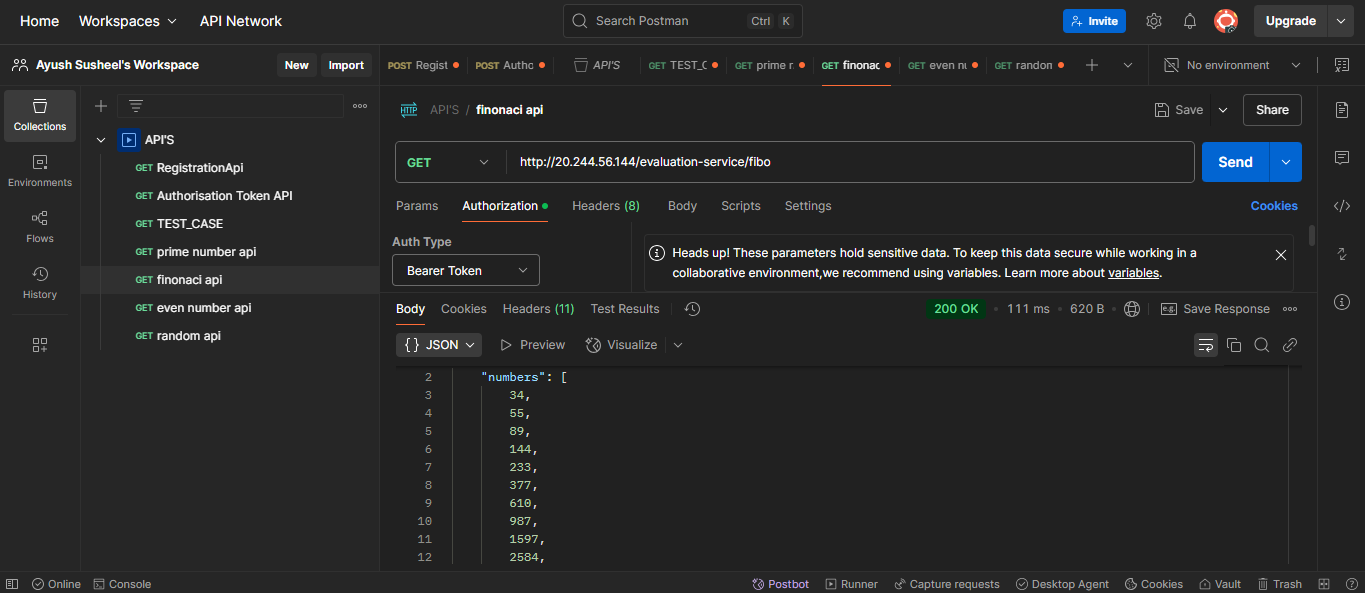 Home Workspaces API Network Search Postman Ctrl K Invite Upgrade
Ayush Susheel's Workspace New Import POST Regist POST Autho API'S GET TEST_C GET prime n GET finonac GET even nu GET random No environment
Collections
Environments
Flows
History
API'S
GET RegistrationApi
GET Authorisation Token API
GET TEST_CASE
GET prime number api
GET finonaci api
GET even number api
GET random api
HTTP API'S / finonaci api Save Share
GET http://20.244.56.144/evaluation-service/fibo Send
Params Authorization Headers (8) Body Scripts Settings Cookies
Auth Type
Bearer Token
Heads up! These parameters hold sensitive data. To keep this data secure while working in a
collaborative environment,we recommend using variables. Learn more about variables.
Body Cookies Headers (11) Test Results 200 OK • 111 ms • 620 B • e.g. Save Response
{} JSON Preview Visualize
2 "numbers": [
3 34,
4 55,
5 89,
6 144,
7 233,
8 377,
9 610,
10 987,
11 1597,
12 2584,
Online Console Postbot Runner Capture requests Desktop Agent Cookies Vault Trash